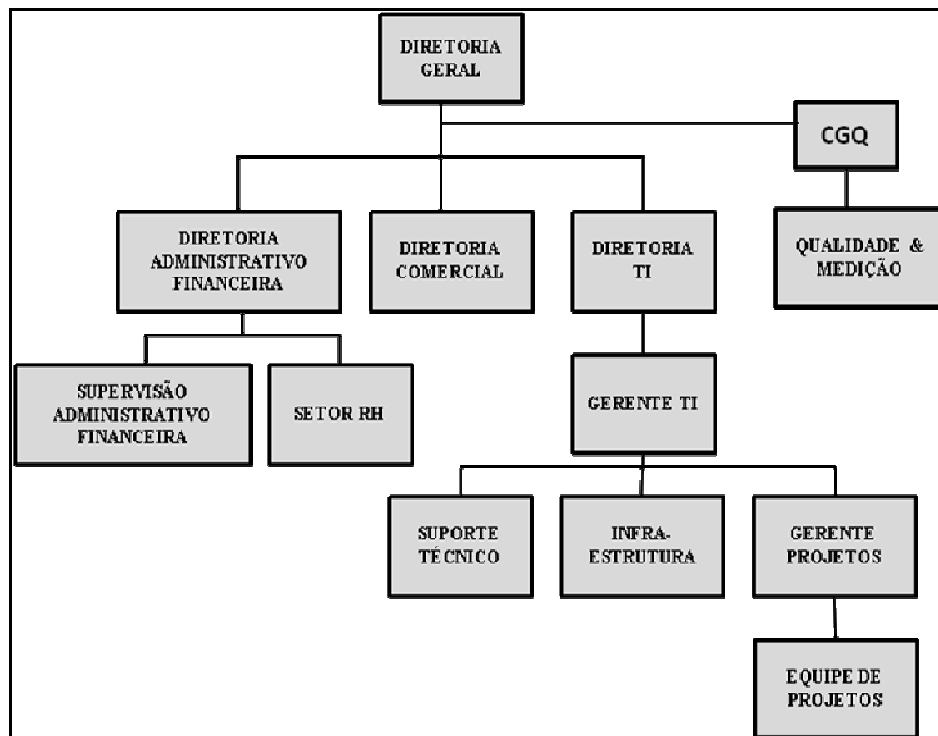 DIRETORIA
GERAL
CGQ
DIRETORIA
ADMINISTRATIVO
FINANCEIRA
DIRETORIA
COMERCIAL
DIRETORIA
TI
QUALIDADE &
MEDIÇÃO
SUPERVISÃO
ADMINISTRATIVO
FINANCEIRA
SETOR RH
GERENTE TI
SUPORTE
TÉCNICO
INFRA-
ESTRUTURA
GERENTE
PROJETOS
EQUIPE DE
PROJETOS